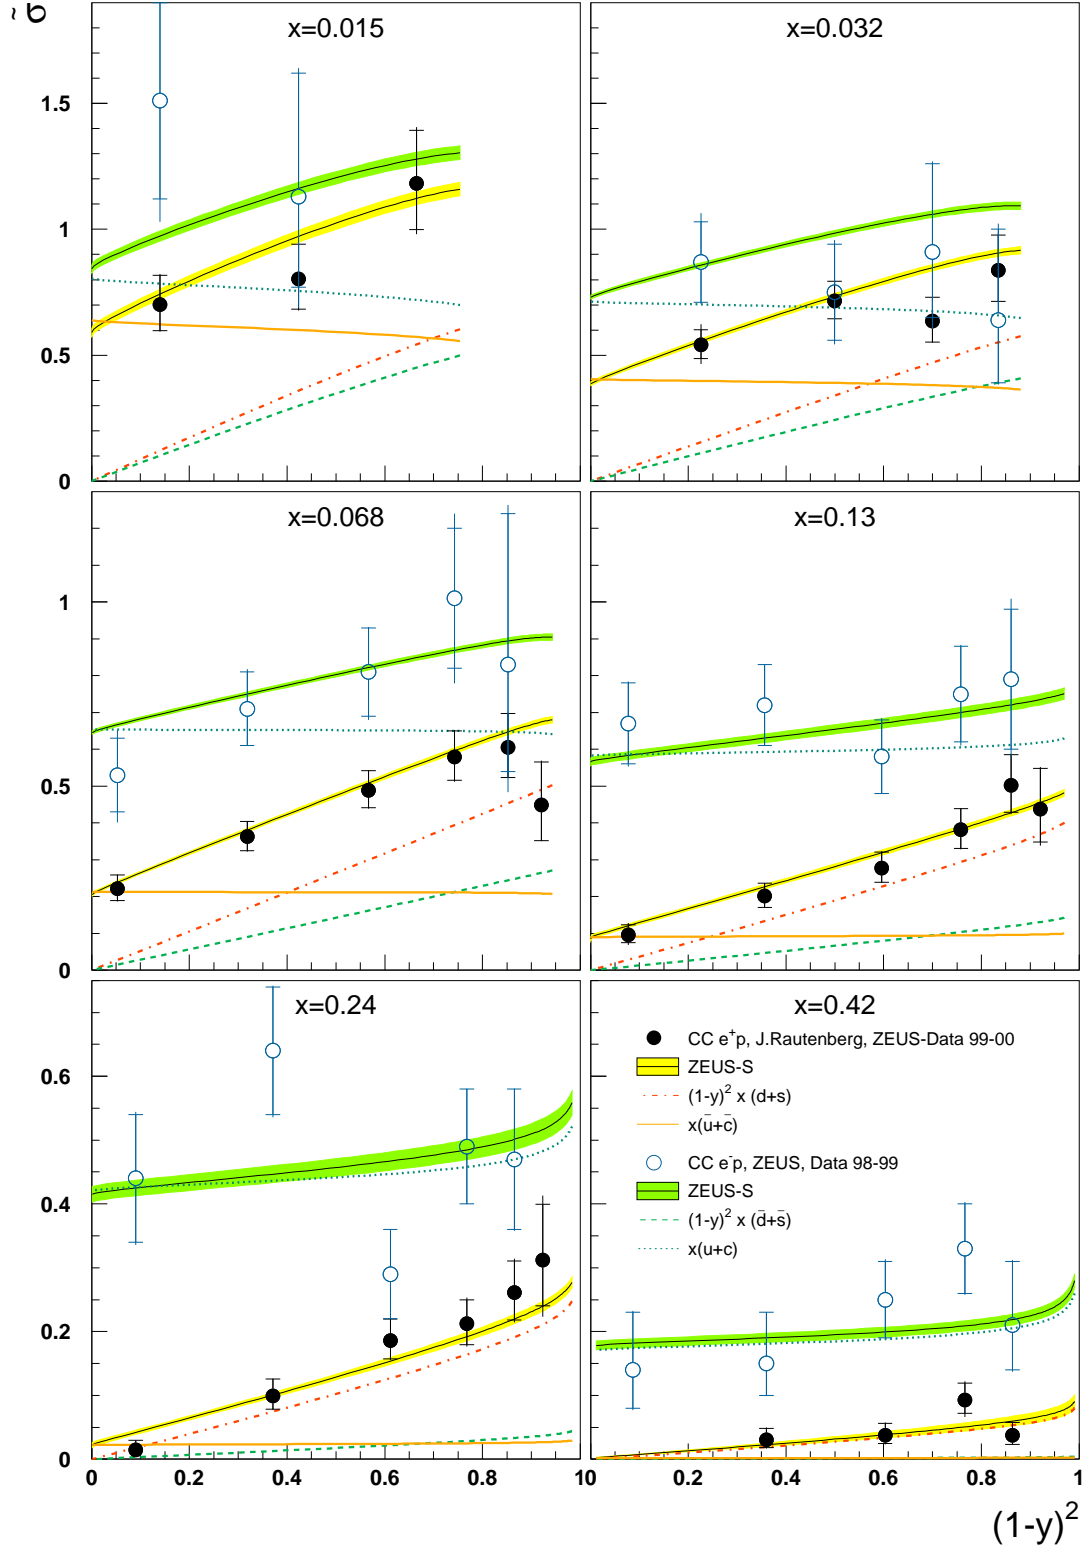 σ̃
x=0.015
x=0.032
1.5
1
0.5
0
x=0.068
x=0.13
1
0.5
0
x=0.24
x=0.42
CC e⁺p, J.Rautenberg, ZEUS-Data 99-00
ZEUS-S
(1-y)² x (d+s)
x(ū+c̄)
CC e⁻p, ZEUS, Data 98-99
ZEUS-S
(1-y)² x (d̄+s̄)
x(u+c)
0.6
0.4
0.2
0
0 0.2 0.4 0.6 0.8 1 0 0.2 0.4 0.6 0.8 1
(1-y)²